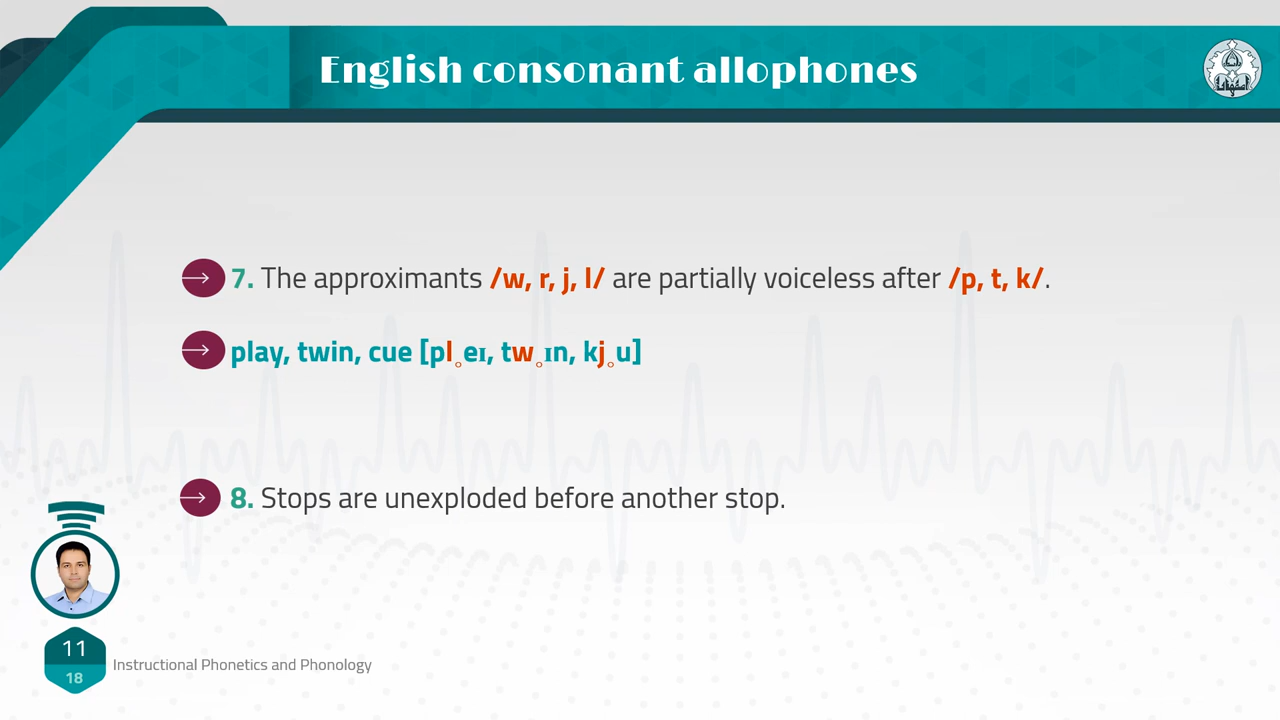 English consonant allophones
7. The approximants /w, r, j, l/ are partially voiceless after /p, t, k/.
play, twin, cue [pl̥eɪ, tw̥ɪn, kj̥u]
8. Stops are unexploded before another stop.
11
18
Instructional Phonetics and Phonology